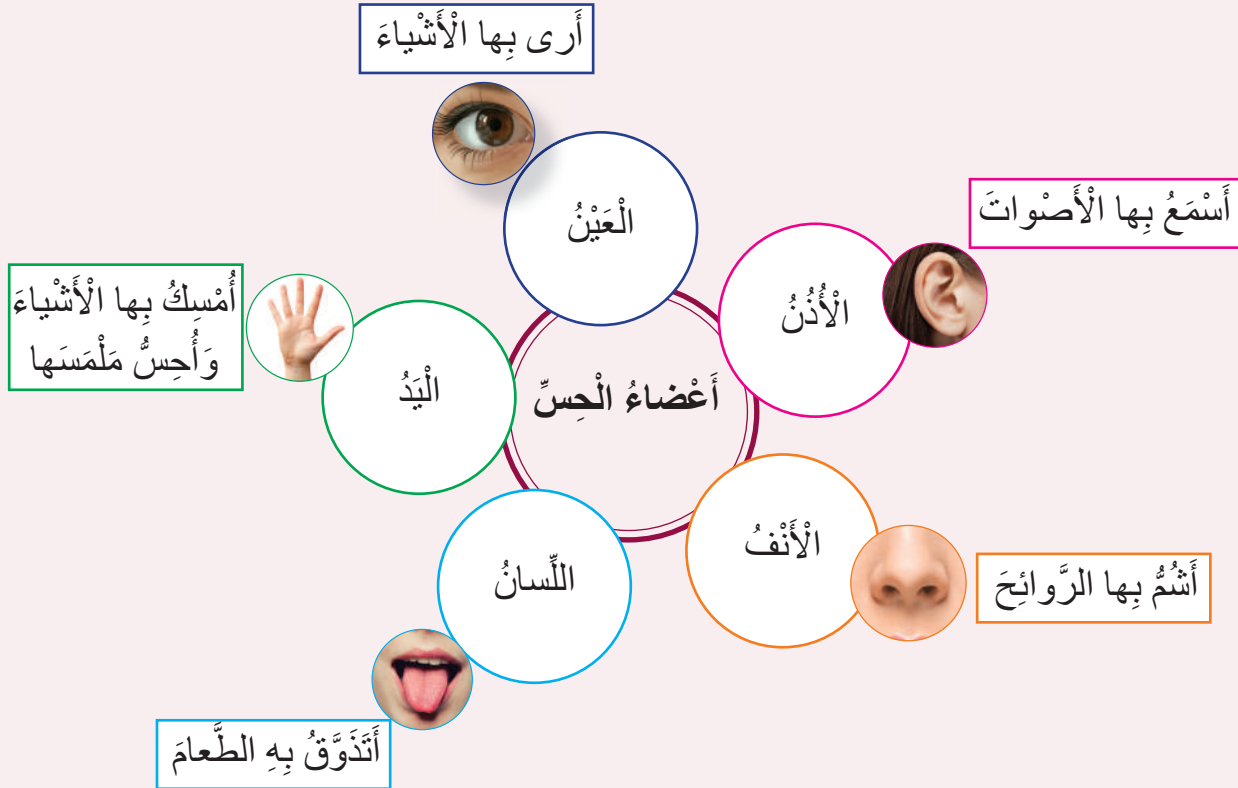 أَرى بِها الْأَشْياءَ
الْعَيْنُ
أَسْمَعُ بِها الْأَصْواتَ
الْأُذُنُ
أُمْسِكُ بِها الْأَشْياءَ
وَأُحِسُّ مَلْمَسَها
الْيَدُ
أَعْضاءُ الْحِسِّ
الْأَنْفُ
أَشُمُّ بِها الرَّوائِحَ
اللِّسانُ
أَتَذَوَّقُ بِهِ الطَّعامَ